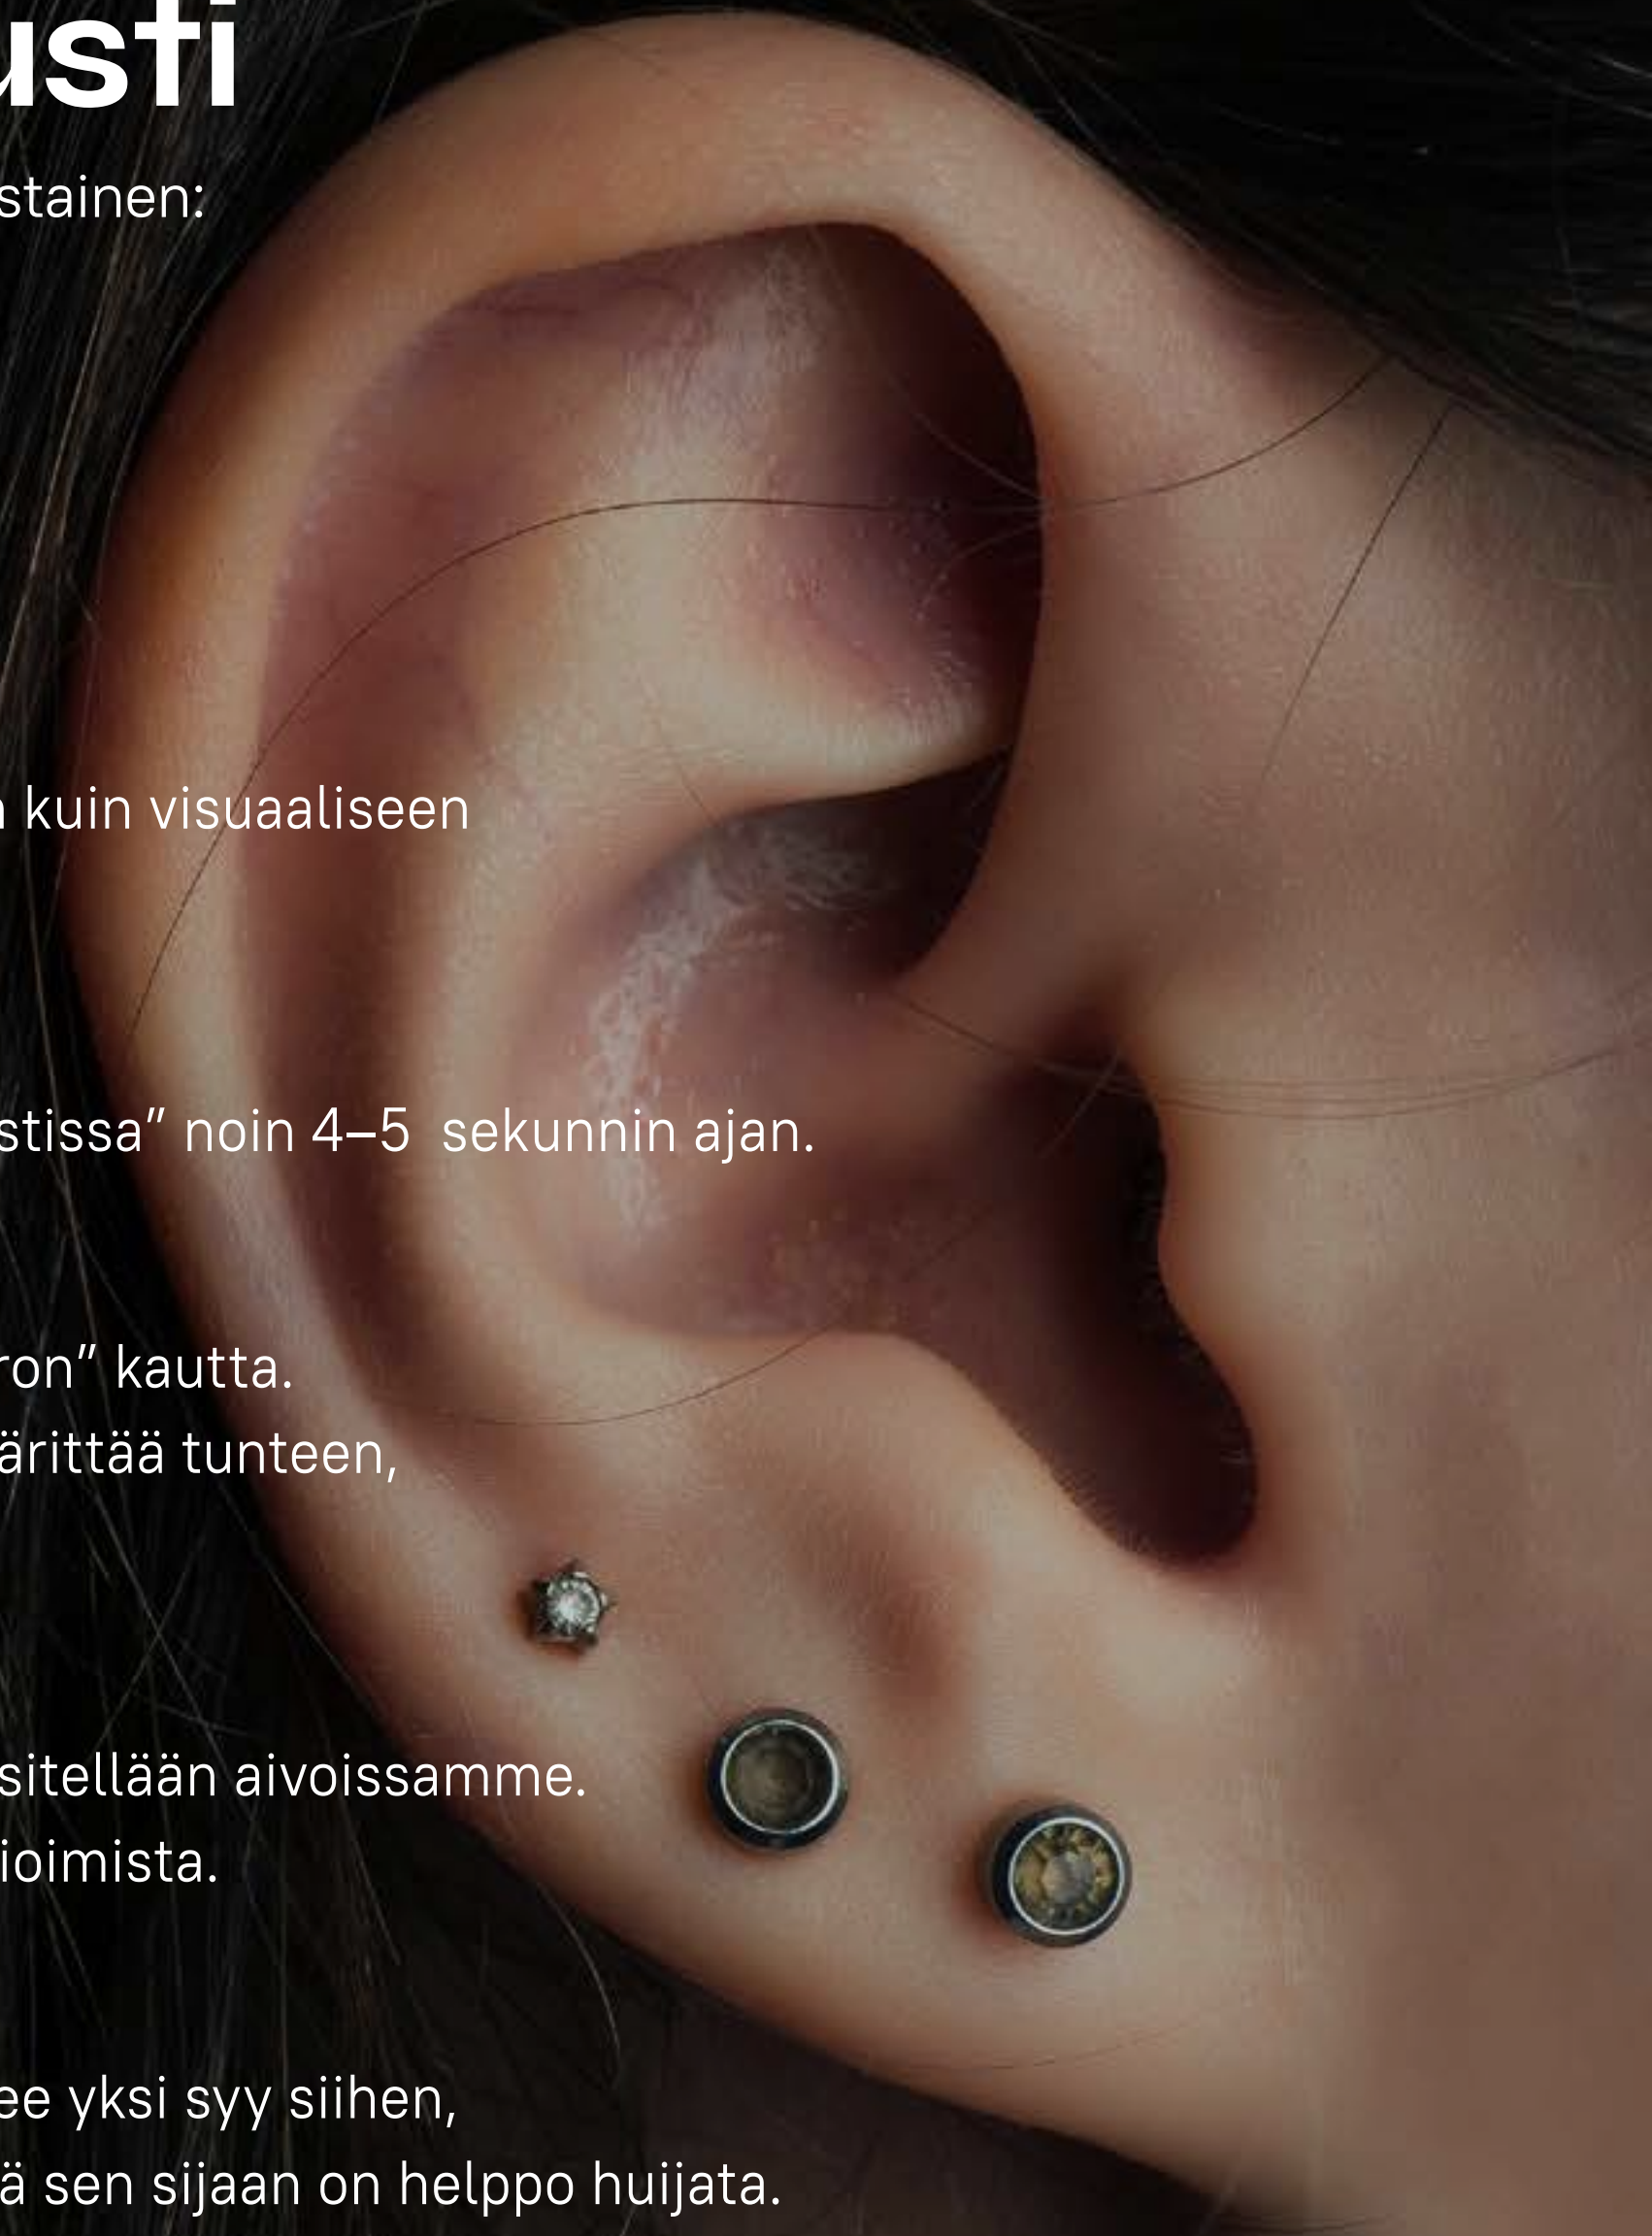 usti
stainen:
kuin visuaaliseen
stissa” noin 4–5 sekunnin ajan.
ron” kautta.
ärittää tunteen,
sitellään aivoissamme.
ioimista.
ee yksi syy siihen,
ä sen sijaan on helppo huijata.